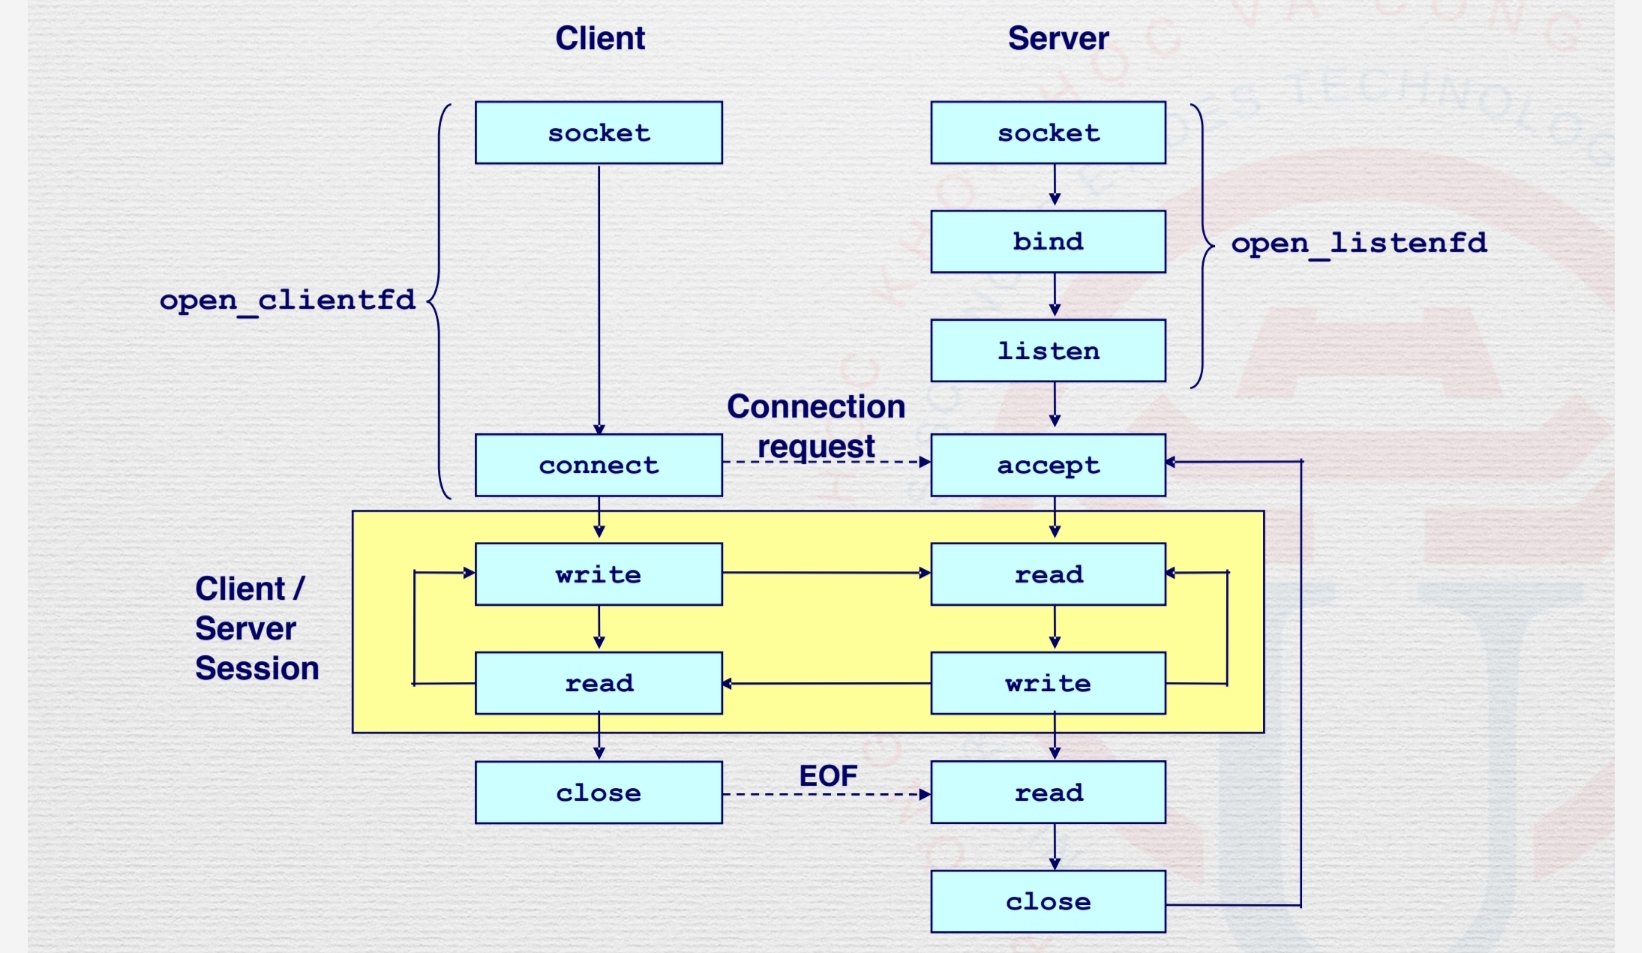 Client
Server
socket
socket
bind
open_listenfd
open_clientfd
listen
Connection
request
connect
accept
Client /
Server
Session
write
read
read
write
EOF
close
read
close